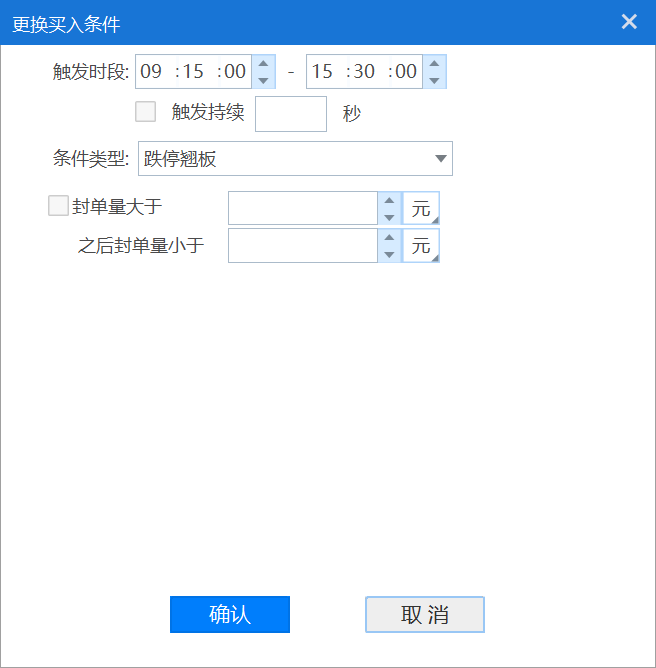 更换买入条件
触发时段: 09 :15 :00 - 15 :30 :00
触发持续 秒
条件类型: 跌停翘板
封单量大于 元
之后封单量小于 元
确认 取消